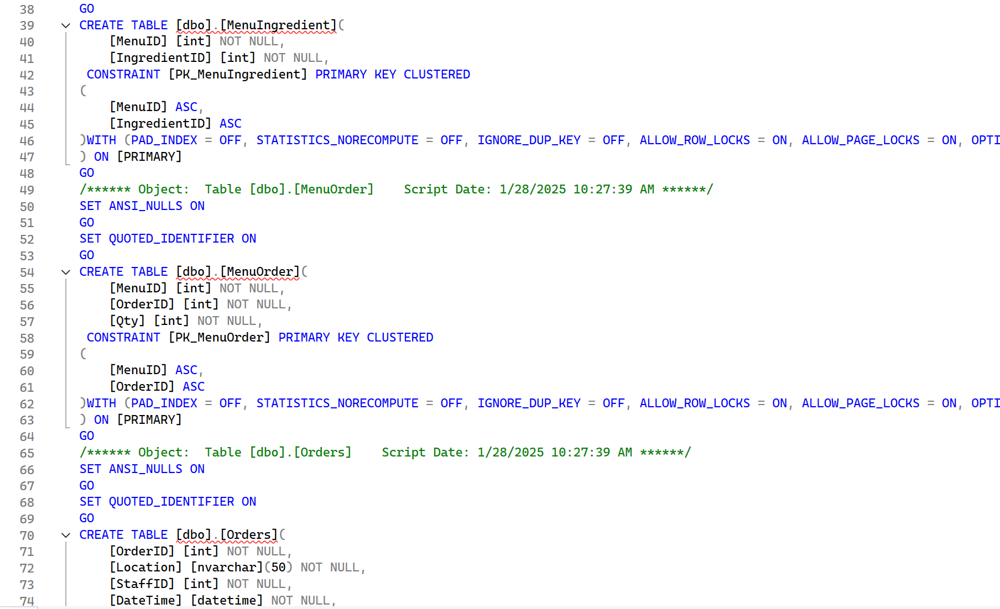 38 GO
39 CREATE TABLE [dbo].[MenuIngredient](
40 [MenuID] [int] NOT NULL,
41 [IngredientID] [int] NOT NULL,
42 CONSTRAINT [PK_MenuIngredient] PRIMARY KEY CLUSTERED
43 (
44 [MenuID] ASC,
45 [IngredientID] ASC
46 )WITH (PAD_INDEX = OFF, STATISTICS_NORECOMPUTE = OFF, IGNORE_DUP_KEY = OFF, ALLOW_ROW_LOCKS = ON, ALLOW_PAGE_LOCKS = ON, OPTI
47 ) ON [PRIMARY]
48 GO
49 /****** Object:  Table [dbo].[MenuOrder]    Script Date: 1/28/2025 10:27:39 AM ******/
50 SET ANSI_NULLS ON
51 GO
52 SET QUOTED_IDENTIFIER ON
53 GO
54 CREATE TABLE [dbo].[MenuOrder](
55 [MenuID] [int] NOT NULL,
56 [OrderID] [int] NOT NULL,
57 [Qty] [int] NOT NULL,
58 CONSTRAINT [PK_MenuOrder] PRIMARY KEY CLUSTERED
59 (
60 [MenuID] ASC,
61 [OrderID] ASC
62 )WITH (PAD_INDEX = OFF, STATISTICS_NORECOMPUTE = OFF, IGNORE_DUP_KEY = OFF, ALLOW_ROW_LOCKS = ON, ALLOW_PAGE_LOCKS = ON, OPTI
63 ) ON [PRIMARY]
64 GO
65 /****** Object:  Table [dbo].[Orders]    Script Date: 1/28/2025 10:27:39 AM ******/
66 SET ANSI_NULLS ON
67 GO
68 SET QUOTED_IDENTIFIER ON
69 GO
70 CREATE TABLE [dbo].[Orders](
71 [OrderID] [int] NOT NULL,
72 [Location] [nvarchar](50) NOT NULL,
73 [StaffID] [int] NOT NULL,
74 [DateTime] [datetime] NOT NULL,